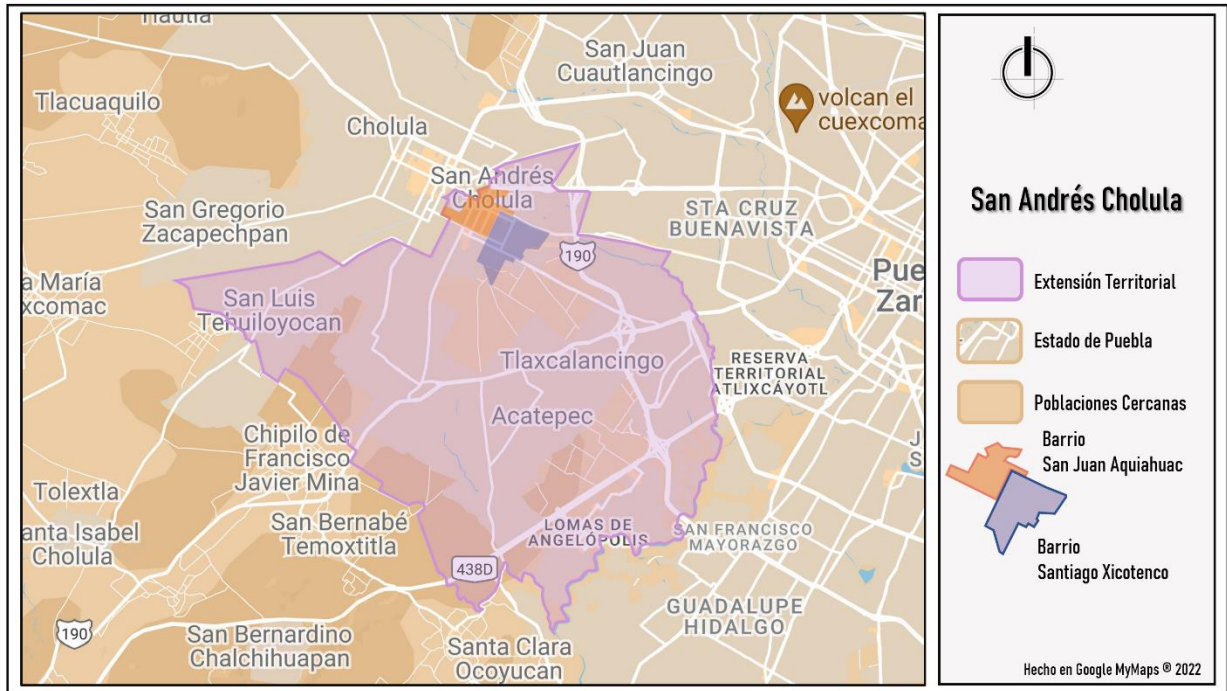 Tlautla
San Juan
Cuautlancingo
volcan el
cuexcoma
Tlacuaquilo
Cholula
San Andrés
Cholula
San Gregorio
Zacapechpan
STA CRUZ
BUENAVISTA
190
Pue
Zar
a María
xcomac
San Luis
Tehuiloyocan
Tlaxcalancingo
RESERVA
TERRITORIAL
ATLIXCÁYOTL
Acatepec
Chipilo de
Francisco
Javier Mina
J
S
Tolextla
San Bernabé
Temoxtitla
anta Isabel
Cholula
LOMAS DE
ANGELÓPOLIS
SAN FRANCISCO
MAYORAZGO
438D
GUADALUPE
HIDALGO
190
San Bernardino
Chalchihuapan
Santa Clara
Ocoyucan
San Andrés Cholula
Extensión Territorial
Estado de Puebla
Poblaciones Cercanas
Barrio
San Juan Aquiahuac
Barrio
Santiago Xicotenco
Hecho en Google MyMaps ® 2022